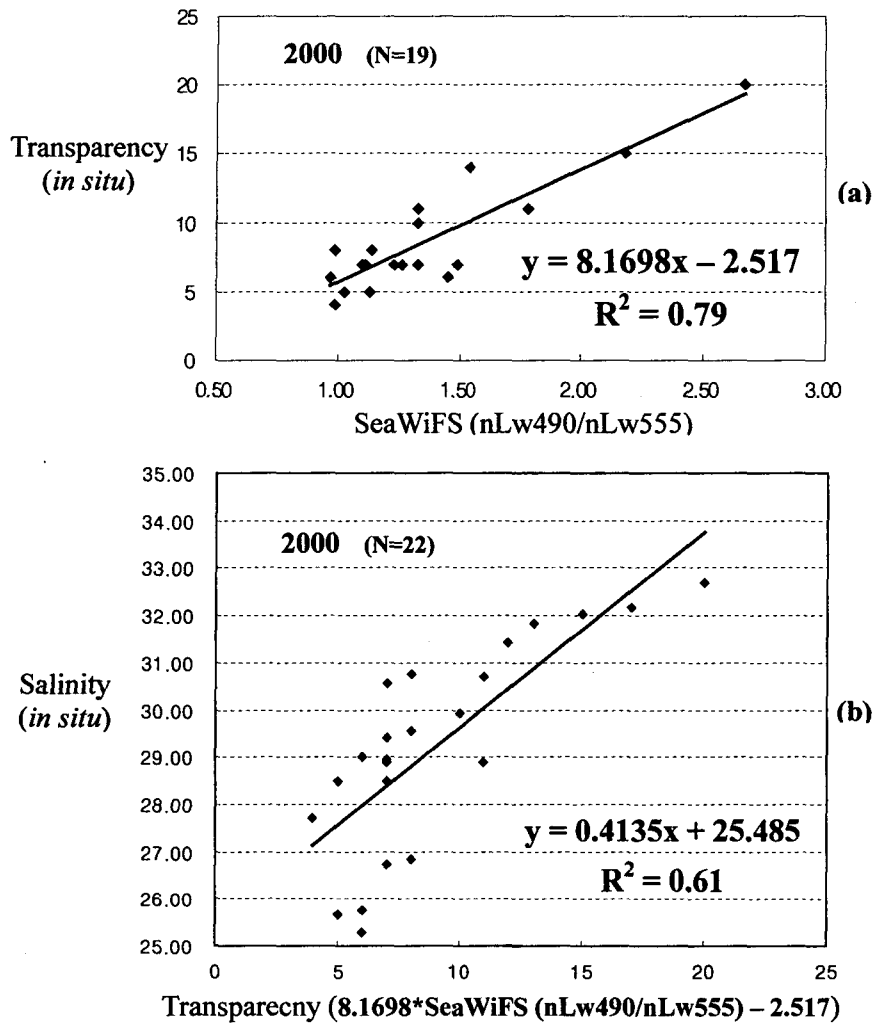 25
2000 (N=19)
20
Transparency
(in situ)
15
(a)
10
y = 8.1698x – 2.517
5
R² = 0.79
0
0.50 1.00 1.50 2.00 2.50 3.00
SeaWiFS (nLw490/nLw555)
35.00
34.00
2000 (N=22)
33.00
32.00
31.00
Salinity
(in situ)
30.00
(b)
29.00
28.00
y = 0.4135x + 25.485
27.00
R² = 0.61
26.00
25.00
0 5 10 15 20 25
Transparecny (8.1698*SeaWiFS (nLw490/nLw555) – 2.517)